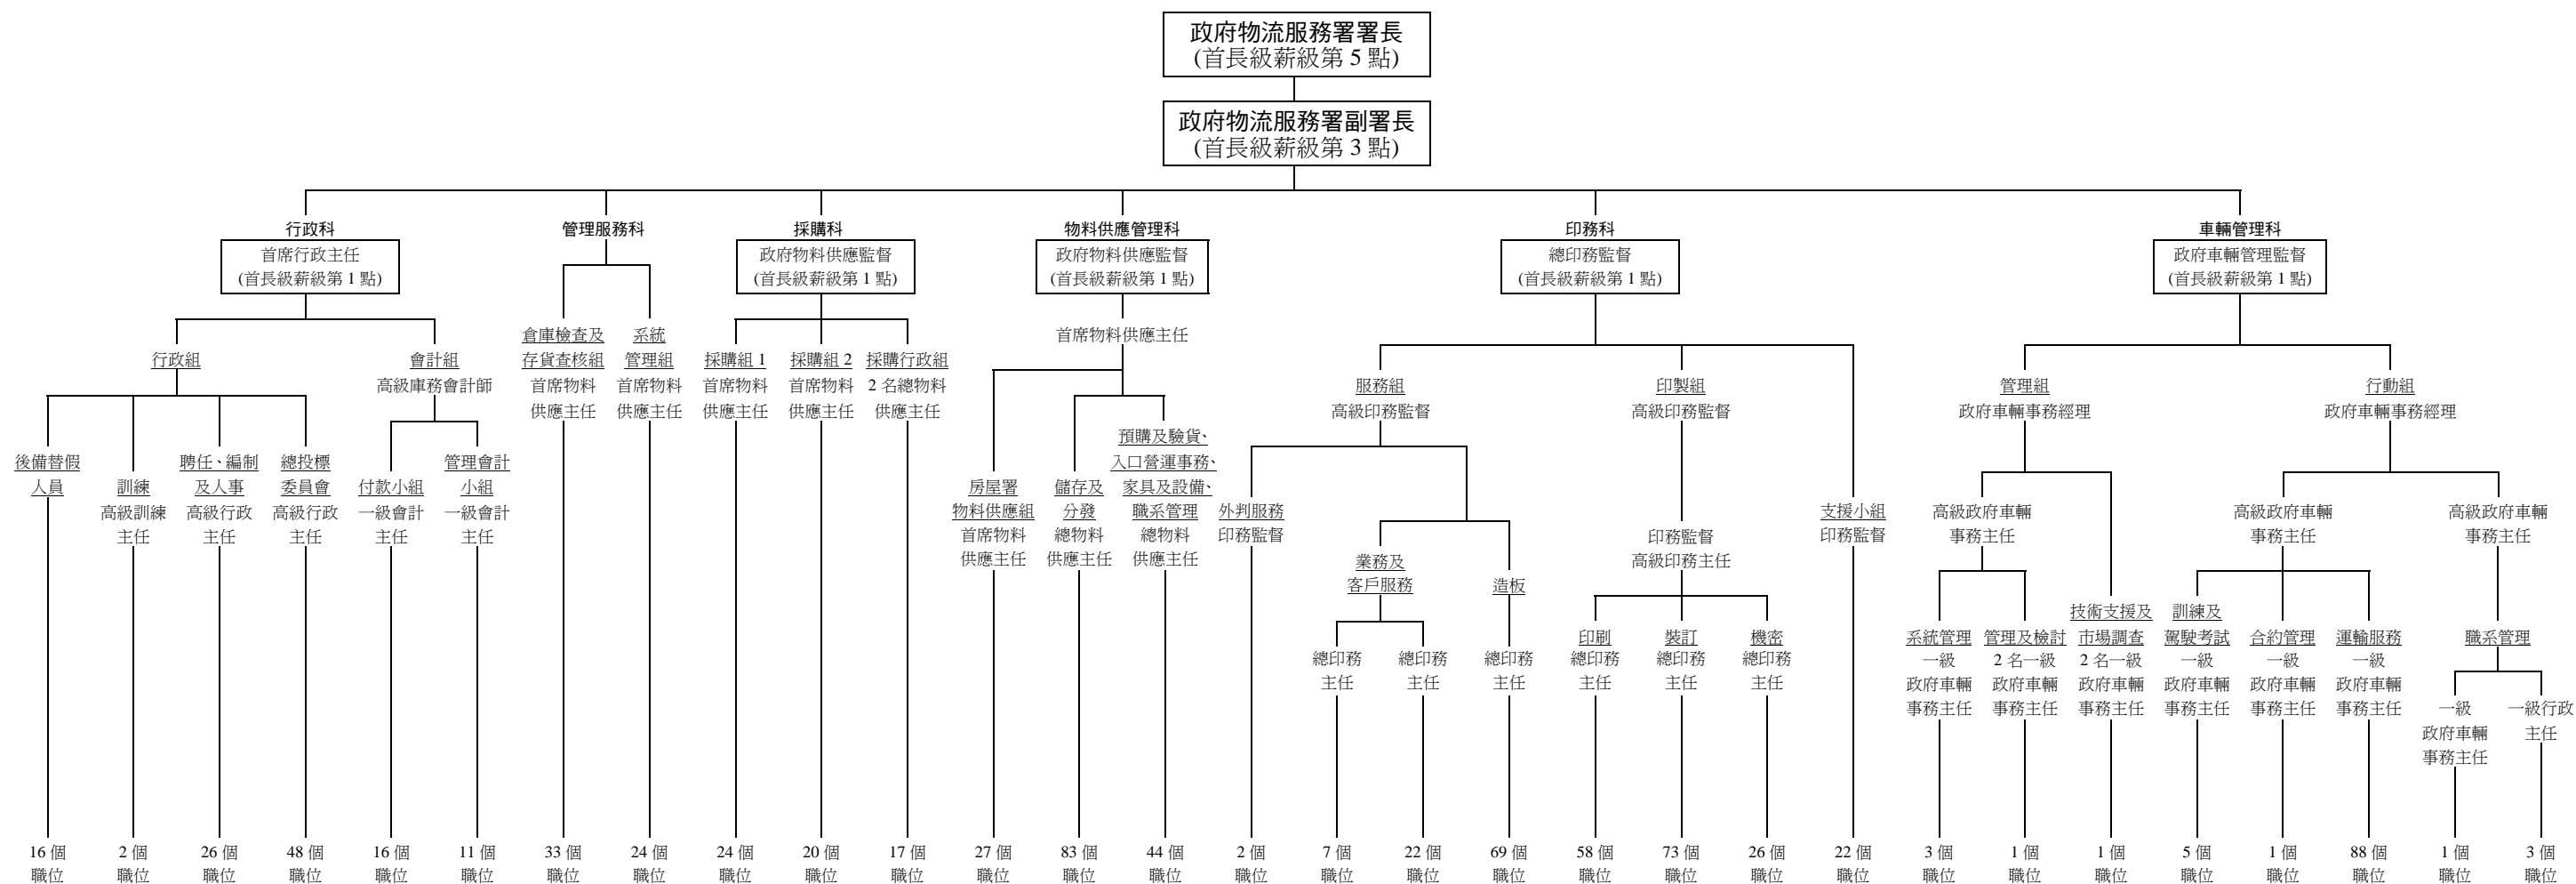 政府物流服務署署長
(首長級薪級第 5 點)
政府物流服務署副署長
(首長級薪級第 3 點)
行政科
首席行政主任
(首長級薪級第 1 點)
行政組
後備替假
人員
訓練
高級訓練
主任
聘任、編制
及人事
高級行政
主任
總投標
委員會
高級行政
主任
會計組
高級庫務會計師
付款小組
一級會計
主任
管理會計
小組
一級會計
主任
管理服務科
倉庫檢查及
存貨查核組
首席物料
供應主任
系統
管理組
首席物料
供應主任
採購科
政府物料供應監督
(首長級薪級第 1 點)
採購組 1
首席物料
供應主任
採購組 2
首席物料
供應主任
採購行政組
2 名總物料
供應主任
物料供應管理科
政府物料供應監督
(首長級薪級第 1 點)
首席物料供應主任
房屋署
物料供應組
首席物料
供應主任
儲存及
分發
總物料
供應主任
預購及驗貨、
入口營運事務、
家具及設備、
職系管理
總物料
供應主任
印務科
總印務監督
(首長級薪級第 1 點)
服務組
高級印務監督
外判服務
印務監督
業務及
客戶服務
總印務
主任
總印務
主任
造板
總印務
主任
印製組
高級印務監督
印務監督
高級印務主任
印刷
總印務
主任
裝訂
總印務
主任
機密
總印務
主任
支援小組
印務監督
車輛管理科
政府車輛管理監督
(首長級薪級第 1 點)
管理組
政府車輛事務經理
高級政府車輛
事務主任
系統管理
一級
政府車輛
事務主任
管理及檢討
2 名一級
政府車輛
事務主任
技術支援及
市場調查
2 名一級
政府車輛
事務主任
行動組
政府車輛事務經理
高級政府車輛
事務主任
訓練及
駕駛考試
一級
政府車輛
事務主任
合約管理
一級
政府車輛
事務主任
運輸服務
一級
政府車輛
事務主任
高級政府車輛
事務主任
職系管理
一級
政府車輛
事務主任
一級行政
主任
16 個
職位
2 個
職位
26 個
職位
48 個
職位
16 個
職位
11 個
職位
33 個
職位
24 個
職位
24 個
職位
20 個
職位
17 個
職位
27 個
職位
83 個
職位
44 個
職位
2 個
職位
7 個
職位
22 個
職位
69 個
職位
58 個
職位
73 個
職位
26 個
職位
22 個
職位
3 個
職位
1 個
職位
1 個
職位
5 個
職位
1 個
職位
88 個
職位
1 個
職位
3 個
職位